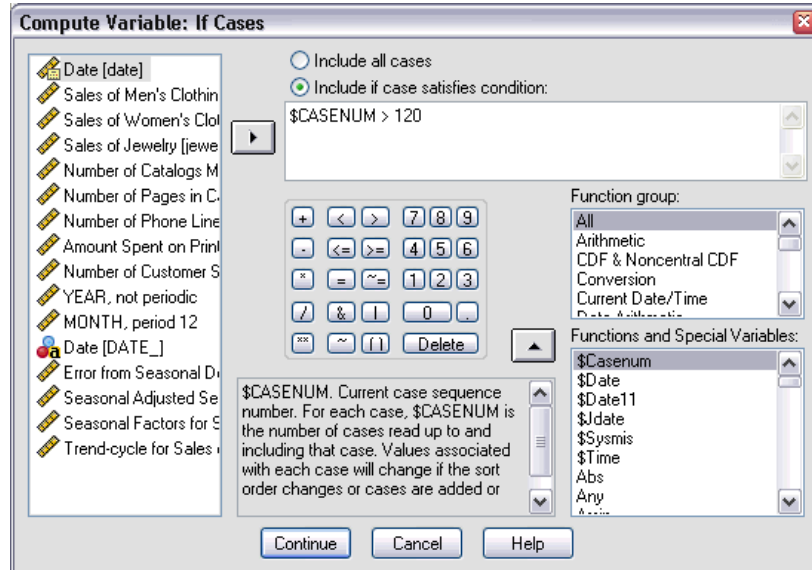 Compute Variable: If Cases
Date [date]
Sales of Men's Clothin
Sales of Women's Clot
Sales of Jewelry [jewe
Number of Catalogs M
Number of Pages in C
Number of Phone Line
Amount Spent on Print
Number of Customer S
YEAR, not periodic
MONTH, period 12
Date [DATE_]
Error from Seasonal De
Seasonal Adjusted Se
Seasonal Factors for S
Trend-cycle for Sales
Include all cases
Include if case satisfies condition:
$CASENUM > 120
+ < > 7 8 9
- <= >= 4 5 6
* = ~= 1 2 3
/ & | 0 .
** ~ ( ) Delete
Function group:
All
Arithmetic
CDF & Noncentral CDF
Conversion
Current Date/Time
Date Arithmetic
$CASENUM. Current case sequence
number. For each case, $CASENUM is
the number of cases read up to and
including that case. Values associated
with each case will change if the sort
order changes or cases are added or
Functions and Special Variables:
$Casenum
$Date
$Date11
$Jdate
$Sysmis
$Time
Abs
Any
Continue Cancel Help